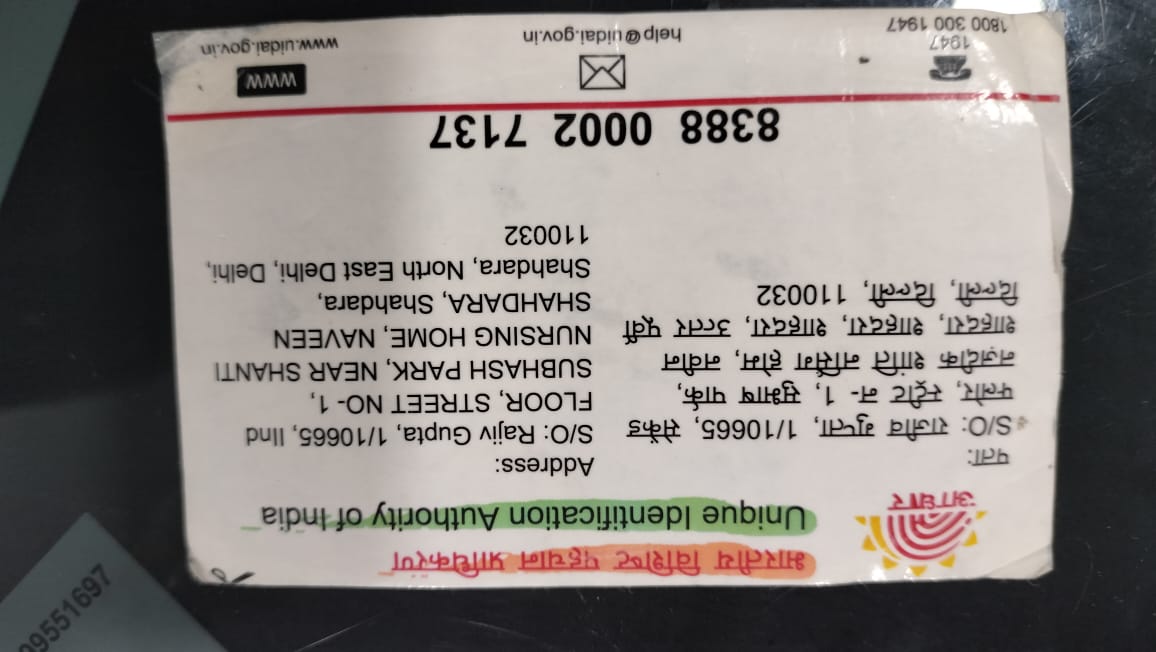 भारतीय विशिष्ट पहचान प्राधिकरण
Unique Identification Authority of India
आधार
पता:
S/O: राजीव गुप्ता, 1/10665, सेकेंड
फ्लोर, स्ट्रीट न- 1, सुभाष पार्क,
नज़दीक शांति नर्सिंग होम, नवीन
शाहदरा, शाहदरा, शाहदरा, उत्तर पूर्वी
दिल्ली, दिल्ली, 110032
Address:
S/O: Rajiv Gupta, 1/10665, IInd
FLOOR, STREET NO- 1,
SUBHASH PARK, NEAR SHANTI
NURSING HOME, NAVEEN
SHAHDARA, Shahdara,
Shahdara, North East Delhi, Delhi,
110032
8388 0002 7137
1947
1800 300 1947
help@uidai.gov.in
WWW
www.uidai.gov.in
99551697